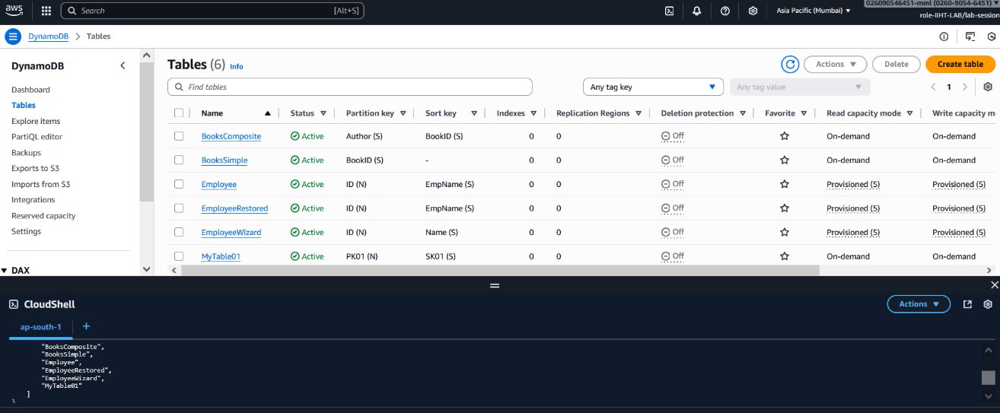 aws Search [Alt+S] Asia Pacific (Mumbai) 026090546451-mml (0260-9054-6451)
role-IIHT-LAB/lab-session
DynamoDB > Tables
DynamoDB
Dashboard
Tables
Explore items
PartiQL editor
Backups
Exports to S3
Imports from S3
Integrations
Reserved capacity
Settings
DAX
Tables (6) Info Actions Delete Create table
Find tables Any tag key Any tag value 1
Name Status Partition key Sort key Indexes Replication Regions Deletion protection Favorite Read capacity mode Write capacity m
BooksComposite Active Author (S) BookID (S) 0 0 Off On-demand On-demand
BooksSimple Active BookID (S) - 0 0 Off On-demand On-demand
Employee Active ID (N) EmpName (S) 0 0 Off Provisioned (5) Provisioned (5)
EmployeeRestored Active ID (N) EmpName (S) 0 0 Off Provisioned (5) Provisioned (5)
EmployeeWizard Active ID (N) Name (S) 0 0 Off Provisioned (5) Provisioned (5)
MyTable01 Active PK01 (N) SK01 (S) 0 0 Off On-demand On-demand
CloudShell Actions
ap-south-1 +
"BooksComposite",
"BooksSimple",
"Employee",
"EmployeeRestored",
"EmployeeWizard",
"MyTable01"
]
}